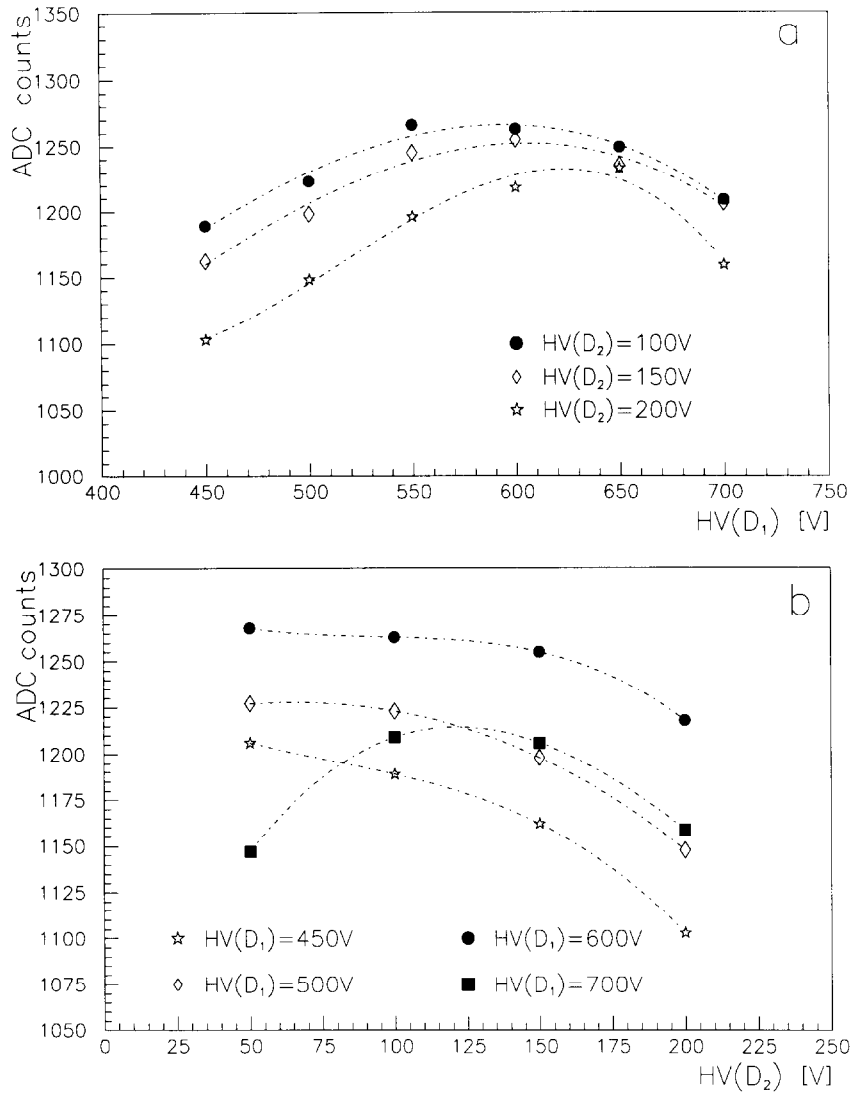 a
ADC counts
1350
1300
1250
1200
1150
1100
1050
1000
HV(D₂)=100V
HV(D₂)=150V
HV(D₂)=200V
400 450 500 550 600 650 700 750
HV(D₁) [V]
b
ADC counts
1300
1275
1250
1225
1200
1175
1150
1125
1100
1075
1050
HV(D₁)=450V HV(D₁)=600V
HV(D₁)=500V HV(D₁)=700V
0 25 50 75 100 125 150 175 200 225 250
HV(D₂) [V]